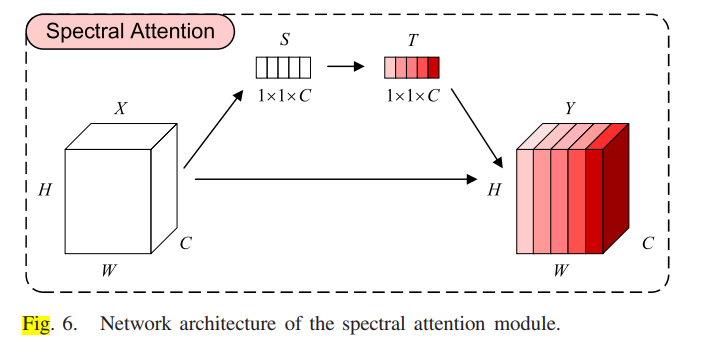 Spectral Attention
S
T
1×1×C
1×1×C
X
Y
H
H
C
C
W
W
Fig. 6. Network architecture of the spectral attention module.